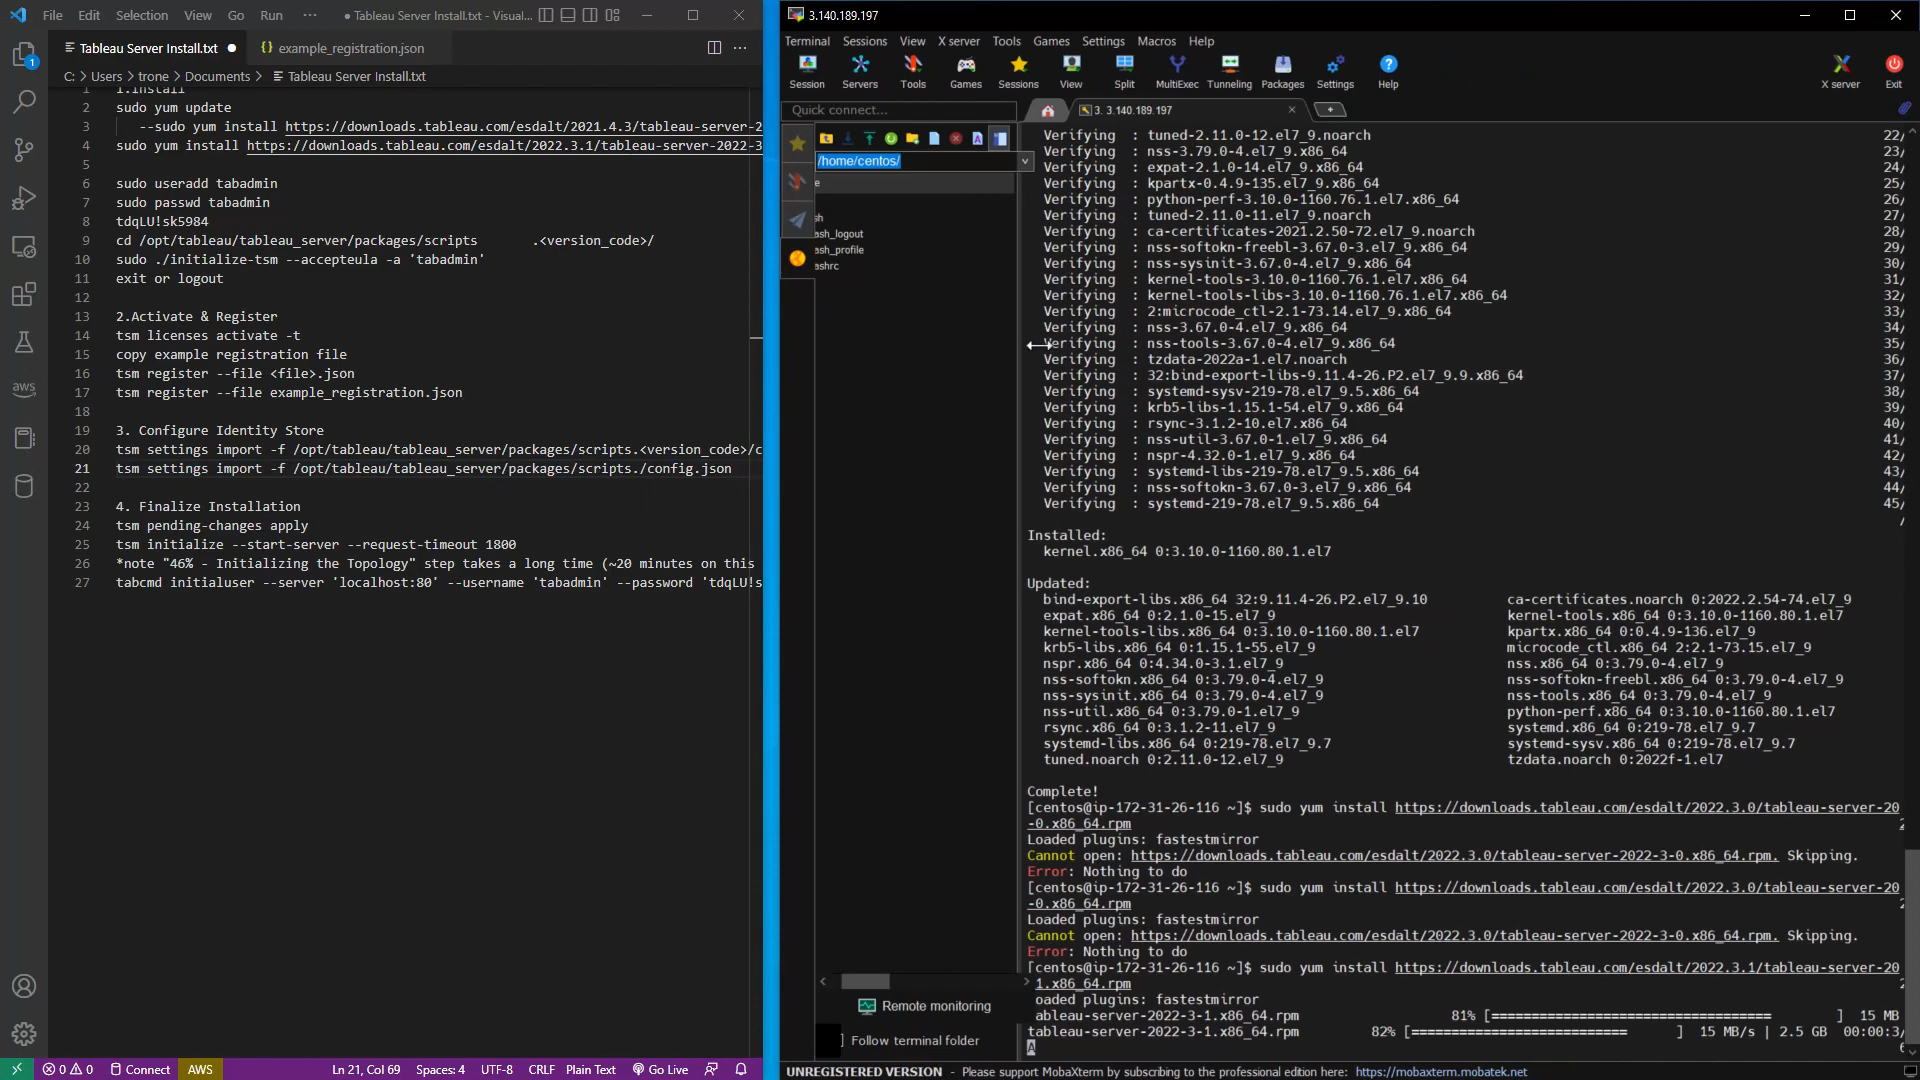 File Edit Selection View Go Run ··· ● Tableau Server Install.txt - Visual...
Tableau Server Install.txt ● {} example_registration.json
C: > Users > trone > Documents > Tableau Server Install.txt
1 1.Install
2 sudo yum update
3 --sudo yum install https://downloads.tableau.com/esdalt/2021.4.3/tableau-server-2
4 sudo yum install https://downloads.tableau.com/esdalt/2022.3.1/tableau-server-2022-3
5
6 sudo useradd tabadmin
7 sudo passwd tabadmin
8 tdqLU!sk5984
9 cd /opt/tableau/tableau_server/packages/scripts .<version_code>/
10 sudo ./initialize-tsm --accepteula -a 'tabadmin'
11 exit or logout
12
13 2.Activate & Register
14 tsm licenses activate -t
15 copy example registration file
16 tsm register --file <file>.json
17 tsm register --file example_registration.json
18
19 3. Configure Identity Store
20 tsm settings import -f /opt/tableau/tableau_server/packages/scripts.<version_code>/c
21 tsm settings import -f /opt/tableau/tableau_server/packages/scripts./config.json
22
23 4. Finalize Installation
24 tsm pending-changes apply
25 tsm initialize --start-server --request-timeout 1800
26 *note "46% - Initializing the Topology" step takes a long time (~20 minutes on this
27 tabcmd initialuser --server 'localhost:80' --username 'tabadmin' --password 'tdqLU!s
1
aws
0 0 Connect AWS Ln 21, Col 69 Spaces: 4 UTF-8 CRLF Plain Text Go Live
3.140.189.197
Terminal Sessions View X server Tools Games Settings Macros Help
Session Servers Tools Games Sessions View Split MultiExec Tunneling Packages Settings Help X server Exit
Quick connect...
3. 3.140.189.197
/home/centos/
e
sh
ash_logout
ash_profile
ashrc
Remote monitoring
Follow terminal folder
Verifying : tuned-2.11.0-12.el7_9.noarch 22/
Verifying : nss-3.79.0-4.el7_9.x86_64 23/
Verifying : expat-2.1.0-14.el7_9.x86_64 24/
Verifying : kpartx-0.4.9-135.el7_9.x86_64 25/
Verifying : python-perf-3.10.0-1160.76.1.el7.x86_64 26/
Verifying : tuned-2.11.0-11.el7_9.noarch 27/
Verifying : ca-certificates-2021.2.50-72.el7_9.noarch 28/
Verifying : nss-softokn-freebl-3.67.0-3.el7_9.x86_64 29/
Verifying : nss-sysinit-3.67.0-4.el7_9.x86_64 30/
Verifying : kernel-tools-3.10.0-1160.76.1.el7.x86_64 31/
Verifying : kernel-tools-libs-3.10.0-1160.76.1.el7.x86_64 32/
Verifying : 2:microcode_ctl-2.1-73.14.el7_9.x86_64 33/
Verifying : nss-3.67.0-4.el7_9.x86_64 34/
Verifying : nss-tools-3.67.0-4.el7_9.x86_64 35/
Verifying : tzdata-2022a-1.el7.noarch 36/
Verifying : 32:bind-export-libs-9.11.4-26.P2.el7_9.9.x86_64 37/
Verifying : systemd-sysv-219-78.el7_9.5.x86_64 38/
Verifying : krb5-libs-1.15.1-54.el7_9.x86_64 39/
Verifying : rsync-3.1.2-10.el7.x86_64 40/
Verifying : nss-util-3.67.0-1.el7_9.x86_64 41/
Verifying : nspr-4.32.0-1.el7_9.x86_64 42/
Verifying : systemd-libs-219-78.el7_9.5.x86_64 43/
Verifying : nss-softokn-3.67.0-3.el7_9.x86_64 44/
Verifying : systemd-219-78.el7_9.5.x86_64 45/
/
Installed:
kernel.x86_64 0:3.10.0-1160.80.1.el7
Updated:
bind-export-libs.x86_64 32:9.11.4-26.P2.el7_9.10 ca-certificates.noarch 0:2022.2.54-74.el7_9
expat.x86_64 0:2.1.0-15.el7_9 kernel-tools.x86_64 0:3.10.0-1160.80.1.el7
kernel-tools-libs.x86_64 0:3.10.0-1160.80.1.el7 kpartx.x86_64 0:0.4.9-136.el7_9
krb5-libs.x86_64 0:1.15.1-55.el7_9 microcode_ctl.x86_64 2:2.1-73.15.el7_9
nspr.x86_64 0:4.34.0-3.1.el7_9 nss.x86_64 0:3.79.0-4.el7_9
nss-softokn.x86_64 0:3.79.0-4.el7_9 nss-softokn-freebl.x86_64 0:3.79.0-4.el7_9
nss-sysinit.x86_64 0:3.79.0-4.el7_9 nss-tools.x86_64 0:3.79.0-4.el7_9
nss-util.x86_64 0:3.79.0-1.el7_9 python-perf.x86_64 0:3.10.0-1160.80.1.el7
rsync.x86_64 0:3.1.2-11.el7_9 systemd.x86_64 0:219-78.el7_9.7
systemd-libs.x86_64 0:219-78.el7_9.7 systemd-sysv.x86_64 0:219-78.el7_9.7
tuned.noarch 0:2.11.0-12.el7_9 tzdata.noarch 0:2022f-1.el7
Complete!
[centos@ip-172-31-26-116 ~]$ sudo yum install https://downloads.tableau.com/esdalt/2022.3.0/tableau-server-20
-0.x86_64.rpm 2
Loaded plugins: fastestmirror
Cannot open: https://downloads.tableau.com/esdalt/2022.3.0/tableau-server-2022-3-0.x86_64.rpm. Skipping.
Error: Nothing to do
[centos@ip-172-31-26-116 ~]$ sudo yum install https://downloads.tableau.com/esdalt/2022.3.0/tableau-server-20
-0.x86_64.rpm 2
Loaded plugins: fastestmirror
Cannot open: https://downloads.tableau.com/esdalt/2022.3.0/tableau-server-2022-3-0.x86_64.rpm. Skipping.
Error: Nothing to do
[centos@ip-172-31-26-116 ~]$ sudo yum install https://downloads.tableau.com/esdalt/2022.3.1/tableau-server-20
1.x86_64.rpm 2
oaded plugins: fastestmirror
ableau-server-2022-3-1.x86_64.rpm 81% [=================================== ] 15 MB
tableau-server-2022-3-1.x86_64.rpm 82% [=========================== ] 15 MB/s | 2.5 GB 00:00:3/
A 6
UNREGISTERED VERSION - Please support MobaXterm by subscribing to the professional edition here: https://mobaxterm.mobatek.net